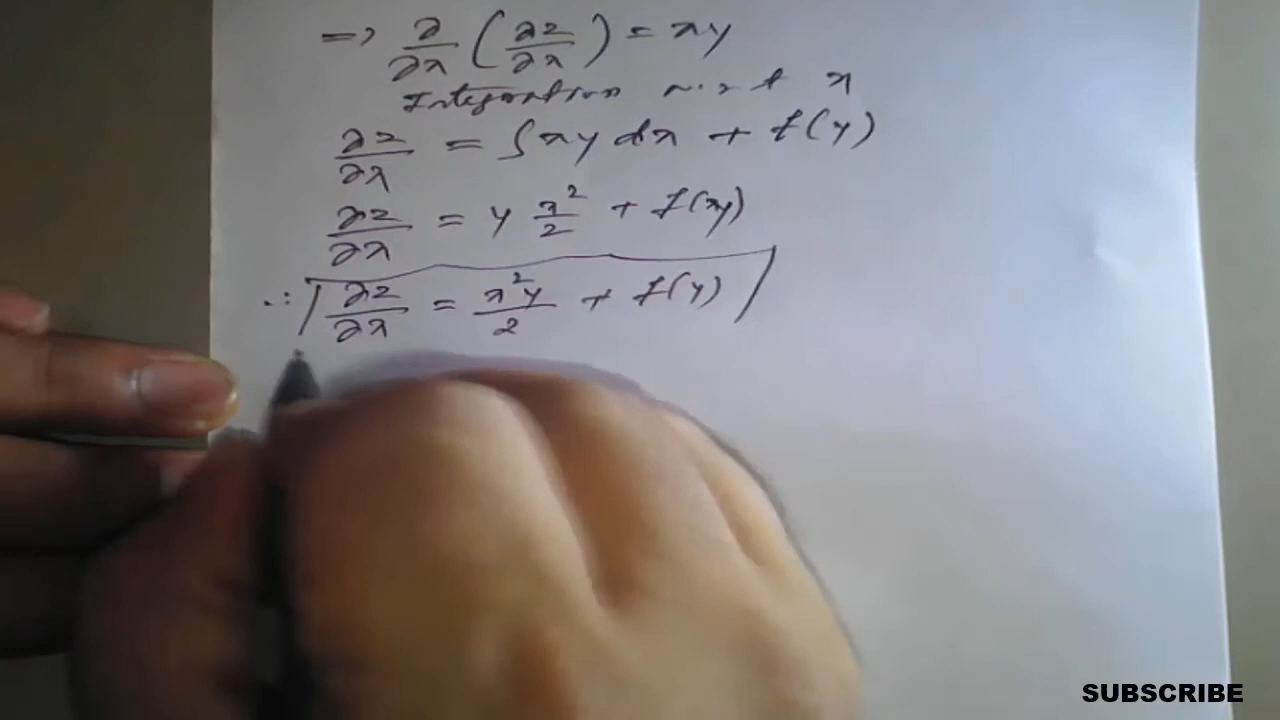 => ∂/∂x (∂z/∂x) = xy
Integration w.r.t x
∂z/∂x = ∫xy dx + f(y)
∂z/∂x = y x²/2 + f(xy)
∴ ∂z/∂x = x²y/2 + f(y)
SUBSCRIBE